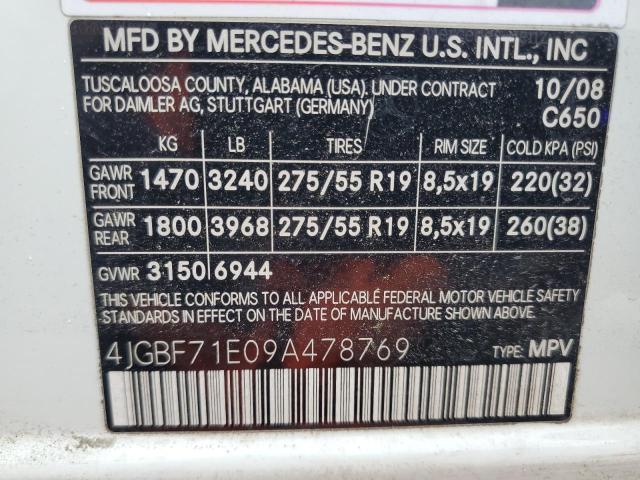 MFD BY MERCEDES-BENZ U.S. INTL., INC
TUSCALOOSA COUNTY, ALABAMA (USA). UNDER CONTRACT 10/08
FOR DAIMLER AG, STUTTGART (GERMANY) C650
KG LB TIRES RIM SIZE COLD KPA (PSI)
GAWR FRONT 1470 3240 275/55 R19 8,5x19 220(32)
GAWR REAR 1800 3968 275/55 R19 8,5x19 260(38)
GVWR 3150 6944
THIS VEHICLE CONFORMS TO ALL APPLICABLE FEDERAL MOTOR VEHICLE SAFETY
STANDARDS IN EFFECT ON THE DATE OF MANUFACTURE SHOWN ABOVE.
4JGBF71E09A478769 TYPE: MPV